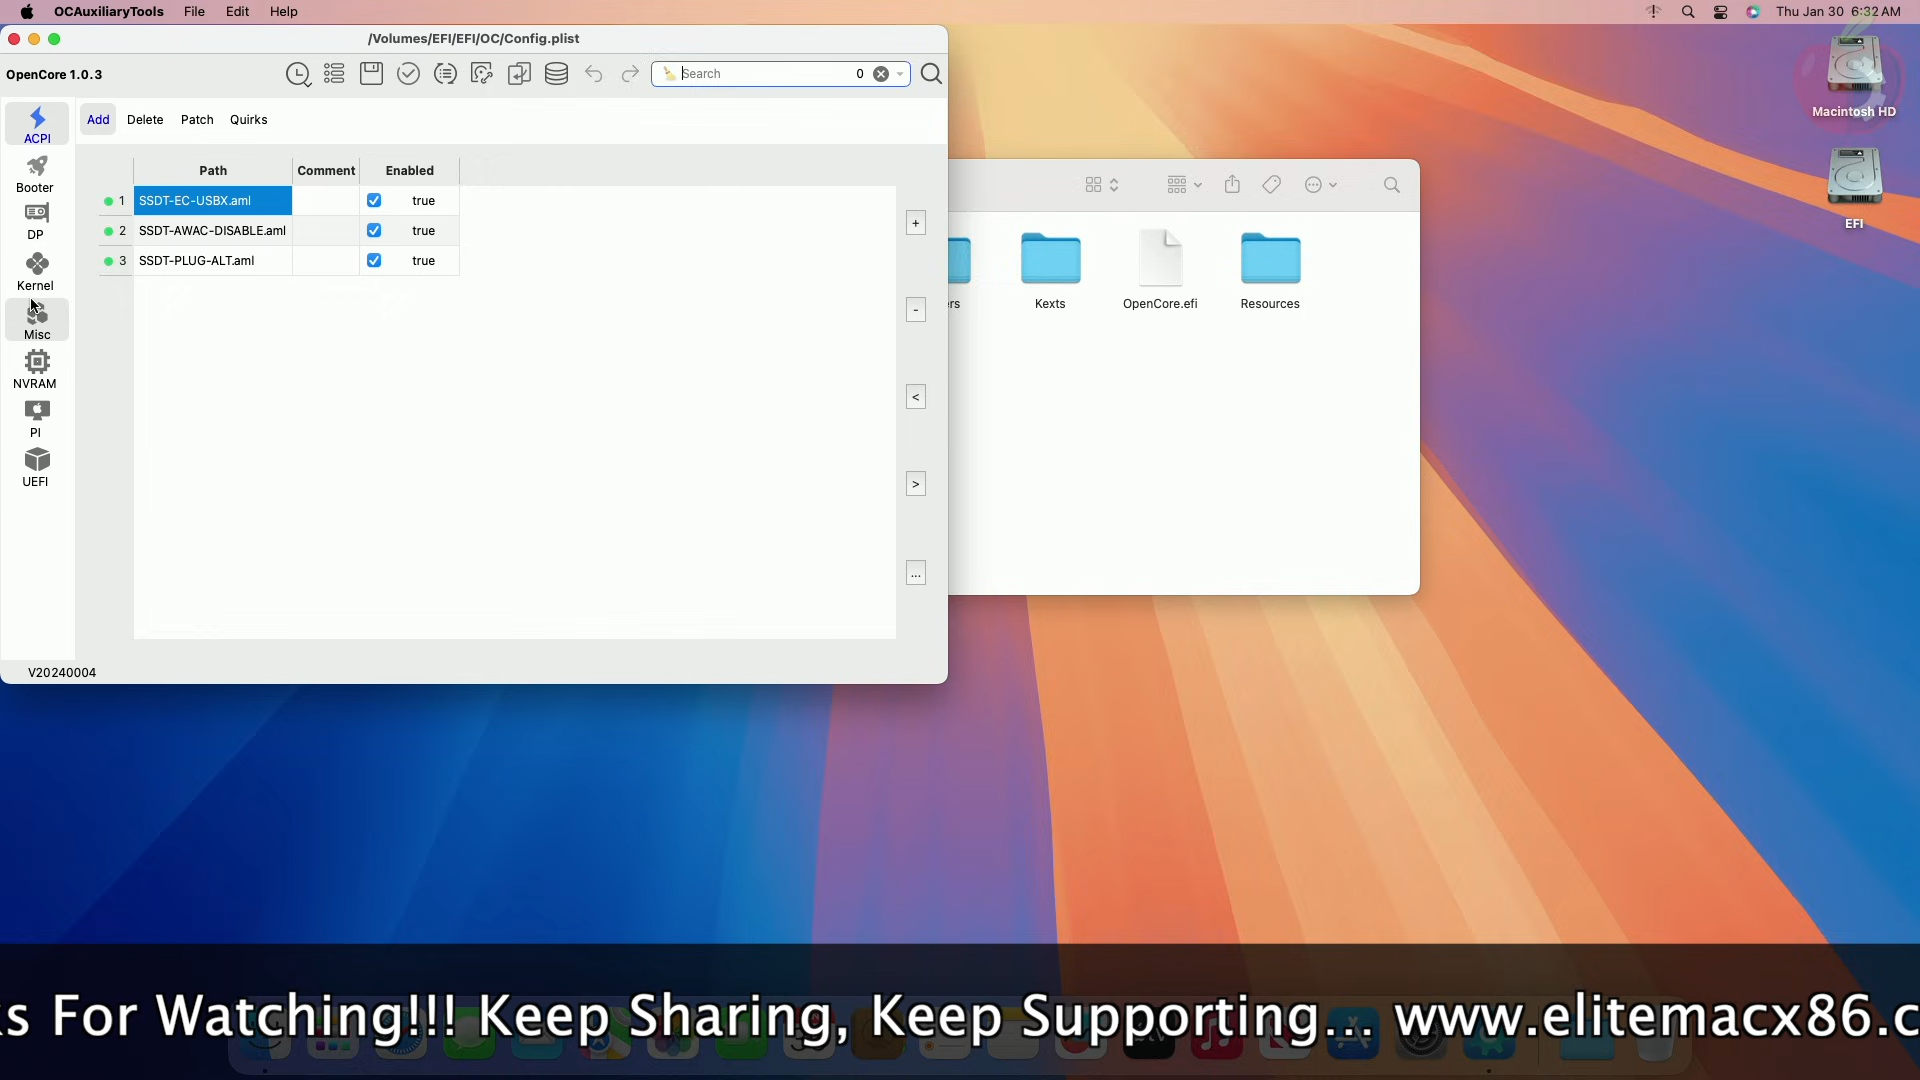 OCAuxiliaryTools File Edit Help
Thu Jan 30 6:32 AM
/Volumes/EFI/EFI/OC/Config.plist
OpenCore 1.0.3
Search
0
ACPI
Booter
DP
Kernel
Misc
NVRAM
PI
UEFI
V20240004
Add Delete Patch Quirks
Path Comment Enabled
1 SSDT-EC-USBX.aml true
2 SSDT-AWAC-DISABLE.aml true
3 SSDT-PLUG-ALT.aml true
+
-
<
>
...
Kexts
OpenCore.efi
Resources
Macintosh HD
EFI
For Watching!!! Keep Sharing, Keep Supporting... www.elitemacx86.c